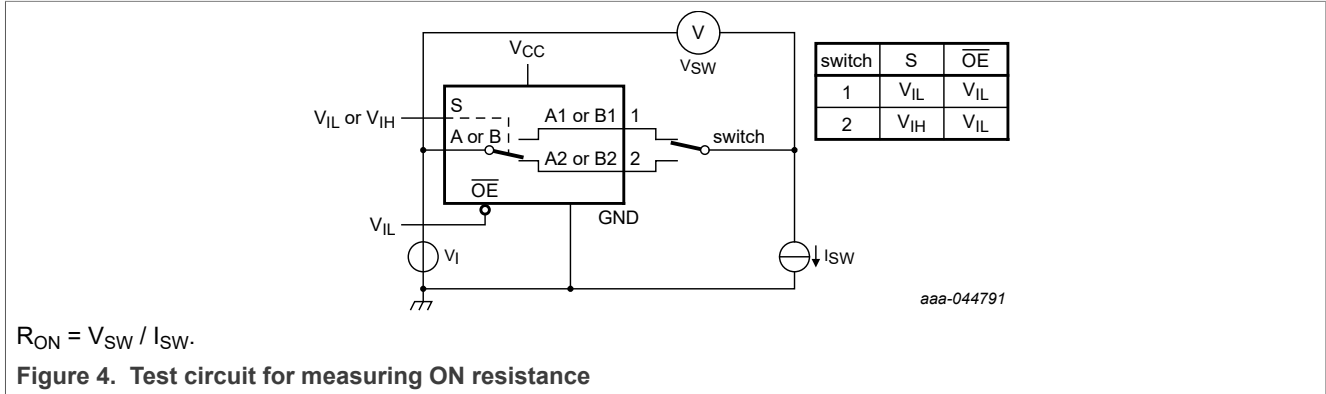 V
VSW
VCC
switch S OE
1 VIL VIL
2 VIH VIL
VIL or VIH
S
A1 or B1 1
A or B
switch
A2 or B2 2
OE
GND
VIL
VI
ISW
aaa-044791
RON = VSW / ISW.
Figure 4. Test circuit for measuring ON resistance